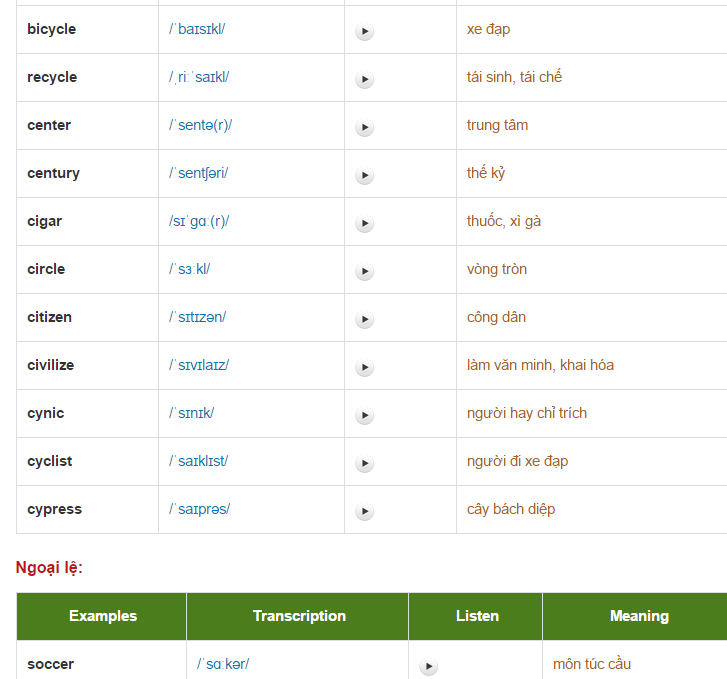 bicycle /ˈbaɪsɪkl/ xe đạp
recycle /ˌriːˈsaɪkl/ tái sinh, tái chế
center /ˈsentə(r)/ trung tâm
century /ˈsentʃəri/ thế kỷ
cigar /sɪˈɡɑː(r)/ thuốc, xì gà
circle /ˈsɜːkl/ vòng tròn
citizen /ˈsɪtɪzən/ công dân
civilize /ˈsɪvɪlaɪz/ làm văn minh, khai hóa
cynic /ˈsɪnɪk/ người hay chỉ trích
cyclist /ˈsaɪklɪst/ người đi xe đạp
cypress /ˈsaɪprəs/ cây bách diệp
Ngoại lệ:
Examples Transcription Listen Meaning
soccer /ˈsɑːkər/ môn túc cầu